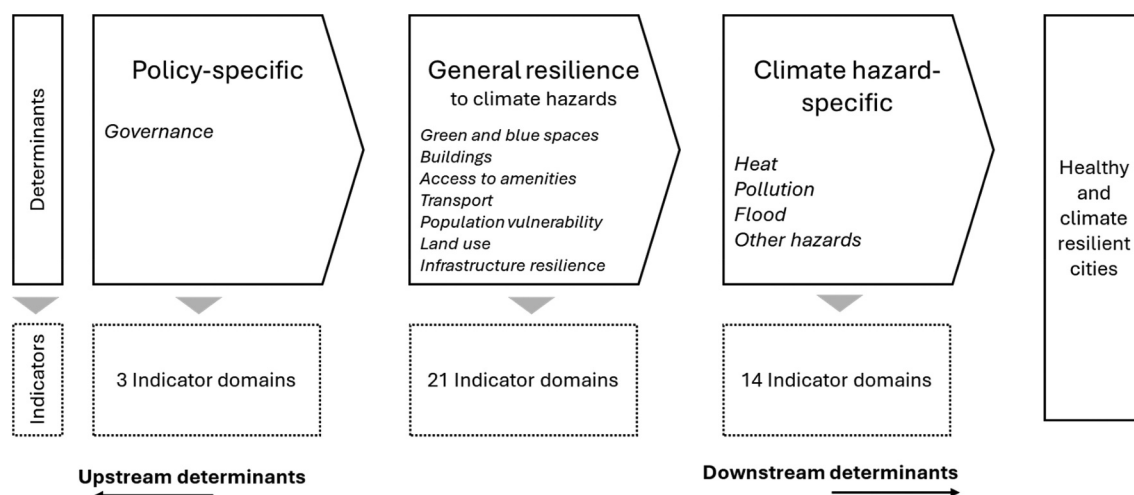 Determinants
Policy-specific
Governance
General resilience
to climate hazards
Green and blue spaces
Buildings
Access to amenities
Transport
Population vulnerability
Land use
Infrastructure resilience
Climate hazard-
specific
Heat
Pollution
Flood
Other hazards
Healthy
and
climate
resilient
cities
Indicators
3 Indicator domains
21 Indicator domains
14 Indicator domains
Upstream determinants
Downstream determinants